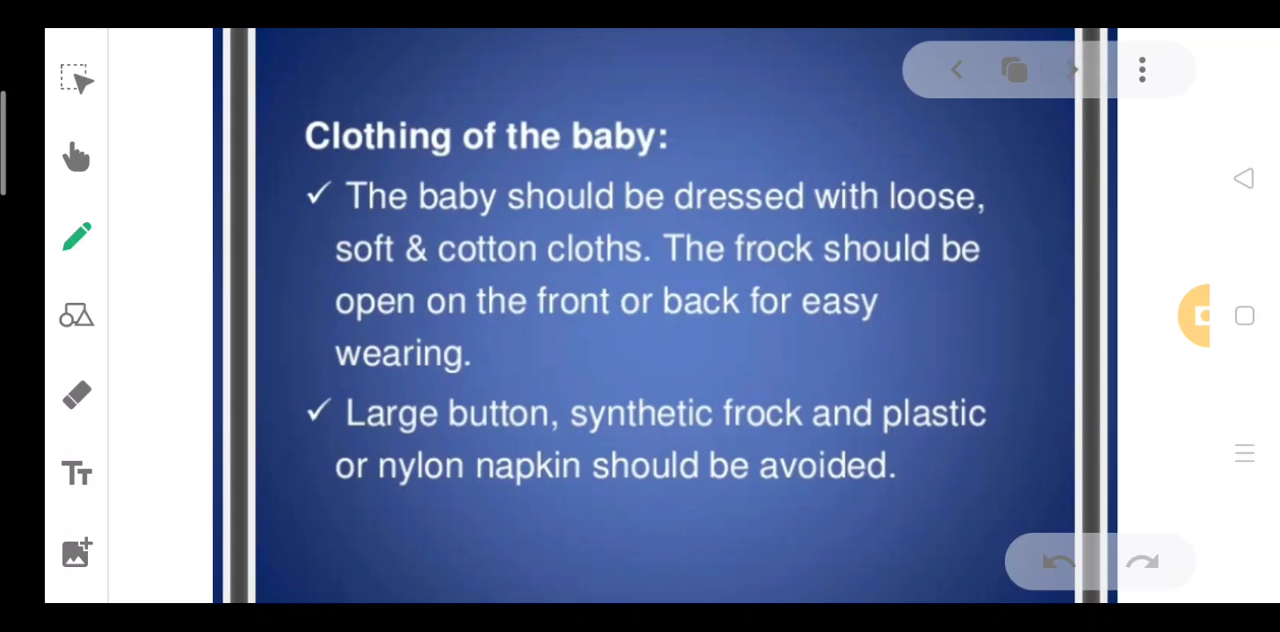 Clothing of the baby:
✓ The baby should be dressed with loose,
soft & cotton cloths. The frock should be
open on the front or back for easy
wearing.
✓ Large button, synthetic frock and plastic
or nylon napkin should be avoided.
TT